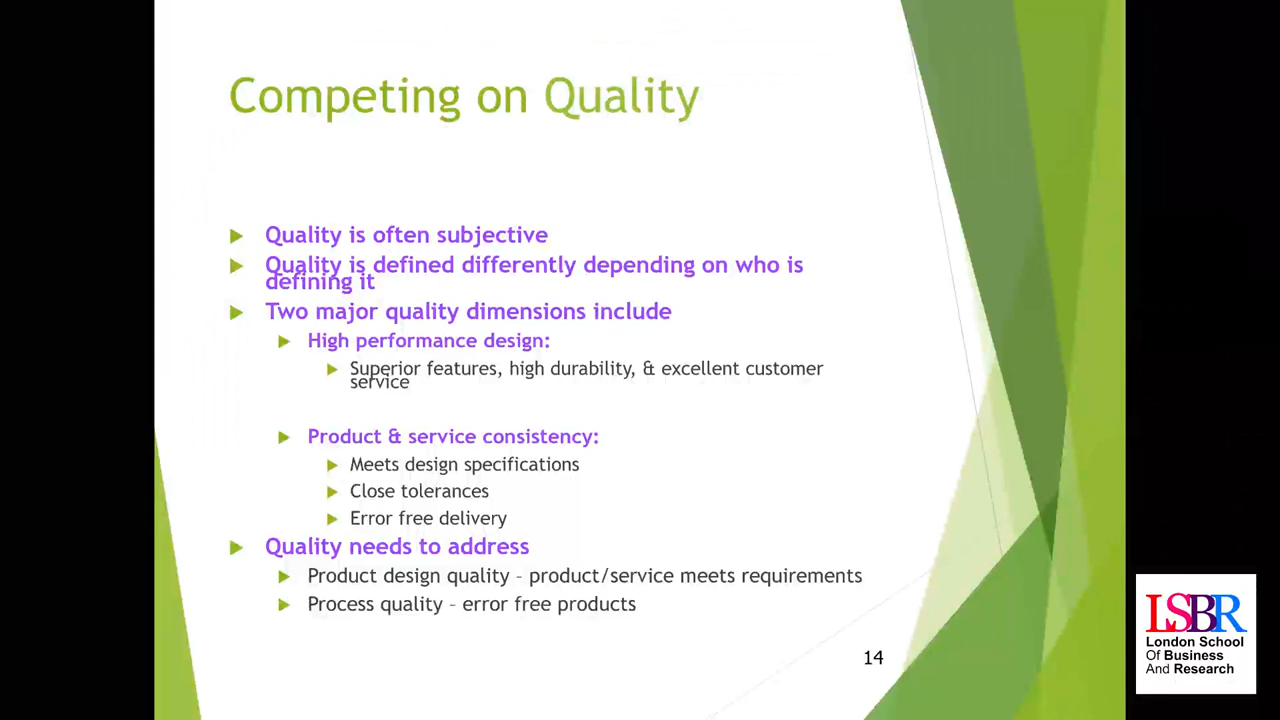 Competing on Quality
Quality is often subjective
Quality is defined differently depending on who is
defining it
Two major quality dimensions include
High performance design:
Superior features, high durability, & excellent customer
service
Product & service consistency:
Meets design specifications
Close tolerances
Error free delivery
Quality needs to address
Product design quality – product/service meets requirements
Process quality – error free products
14
LSBR
London School
Of Business
And Research